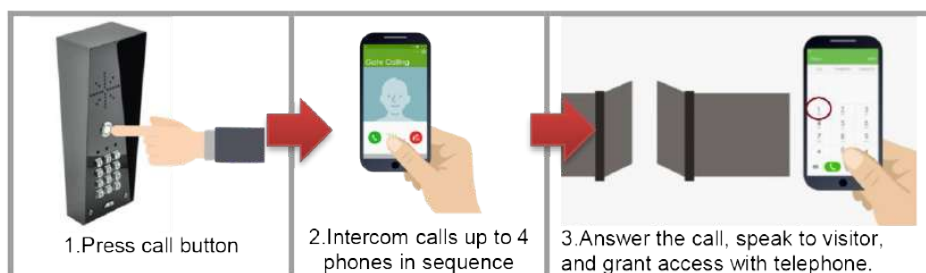 1.Press call button
Gate Calling
2.Intercom calls up to 4
phones in sequence
3.Answer the call, speak to visitor,
and grant access with telephone.